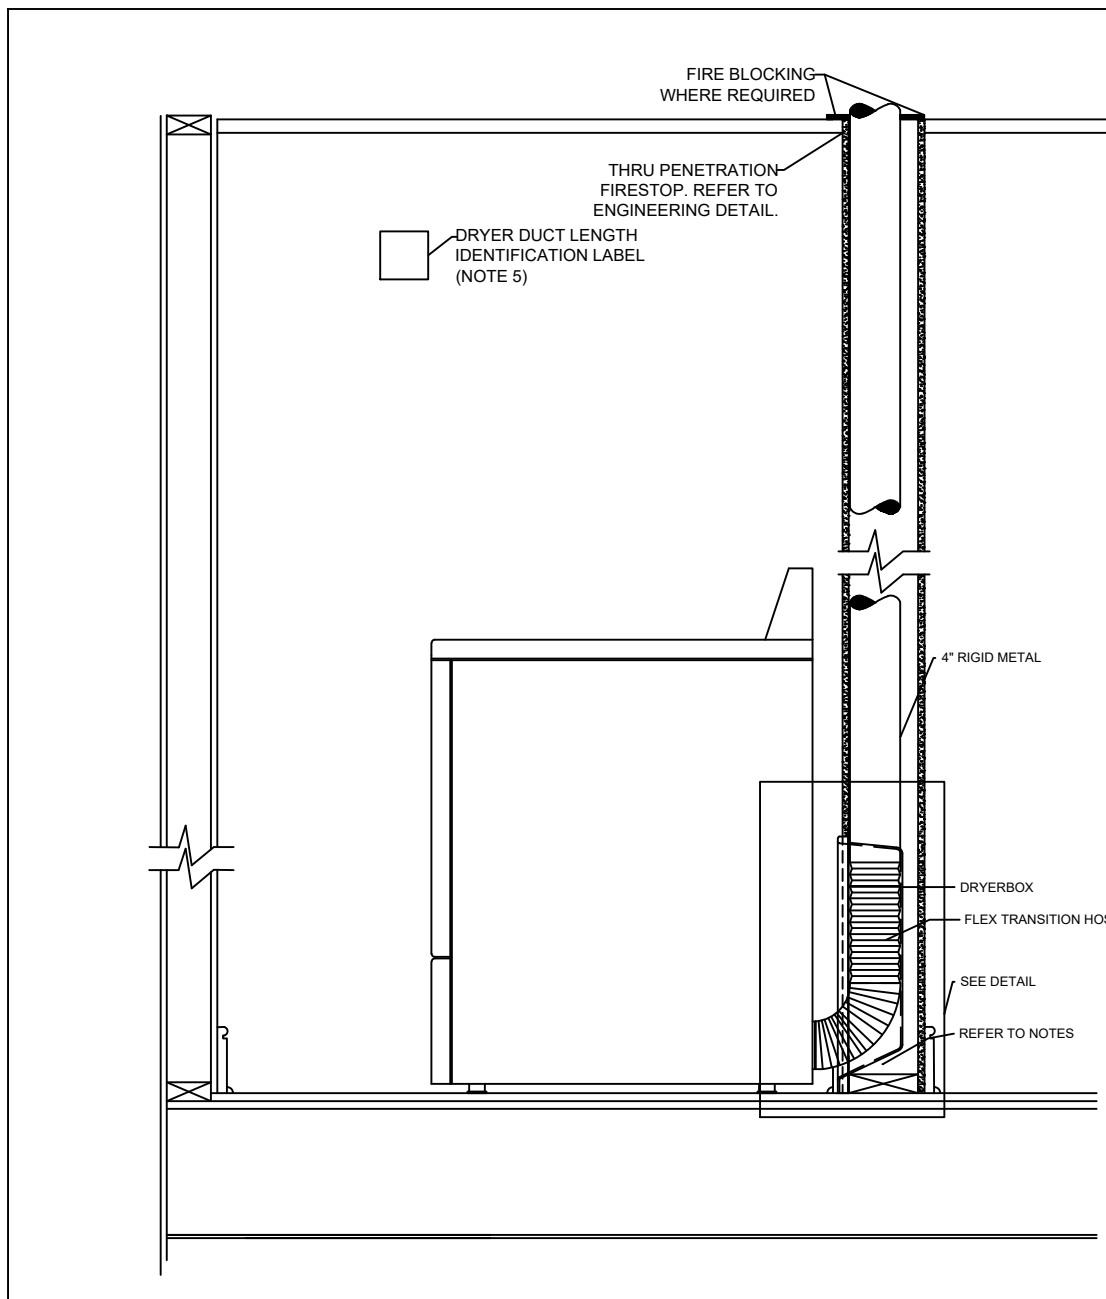 FIRE BLOCKING
WHERE REQUIRED
THRU PENETRATION
FIRESTOP. REFER TO
ENGINEERING DETAIL.
DRYER DUCT LENGTH
IDENTIFICATION LABEL
(NOTE 5)
4" RIGID METAL
DRYERBOX
FLEX TRANSITION
SEE DETAIL
REFER TO NOTES